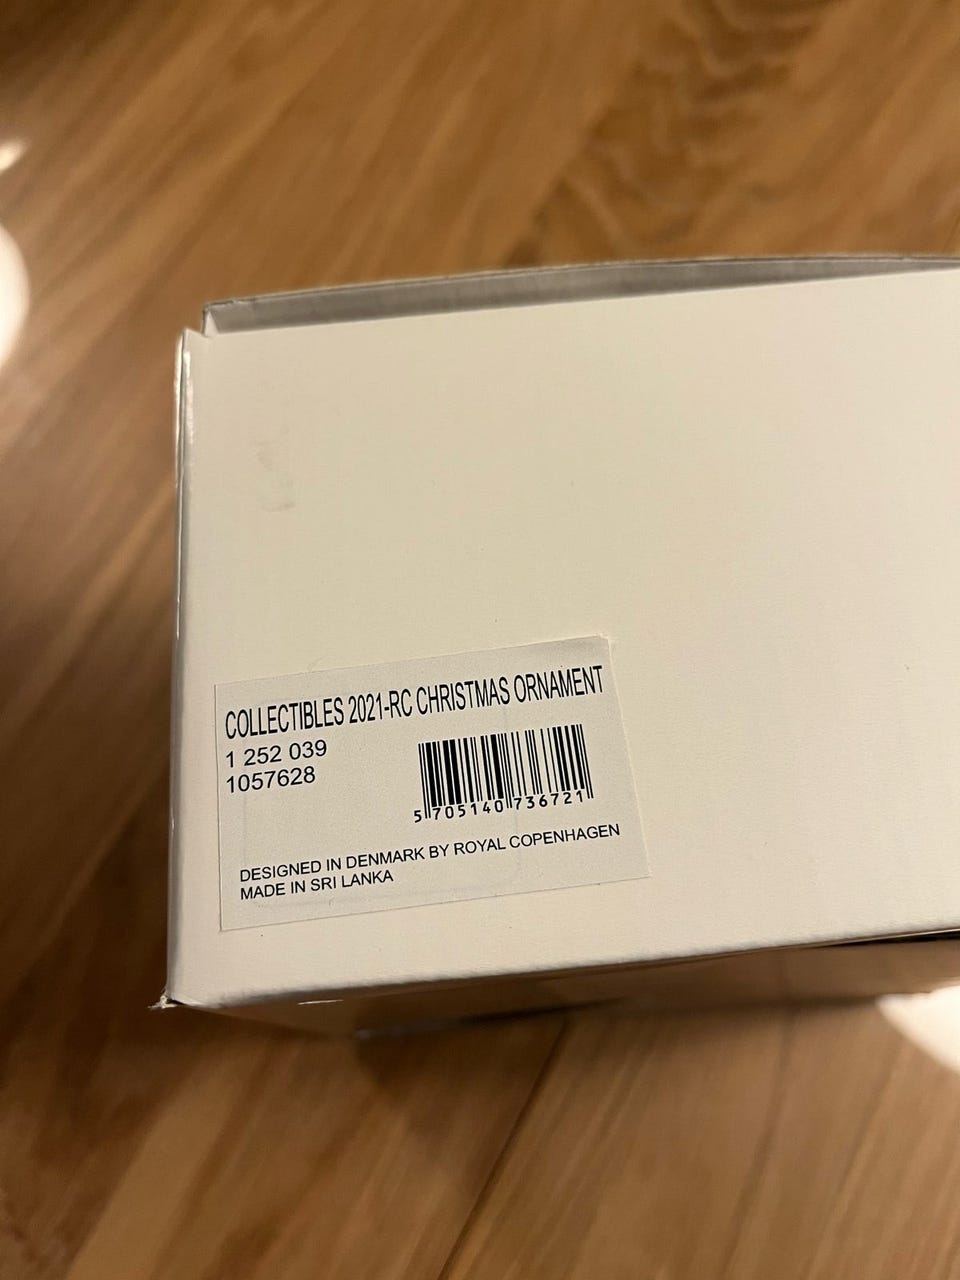 COLLECTIBLES 2021-RC CHRISTMAS ORNAMENT
1 252 039
1057628
5 705140 736721
DESIGNED IN DENMARK BY ROYAL COPENHAGEN
MADE IN SRI LANKA